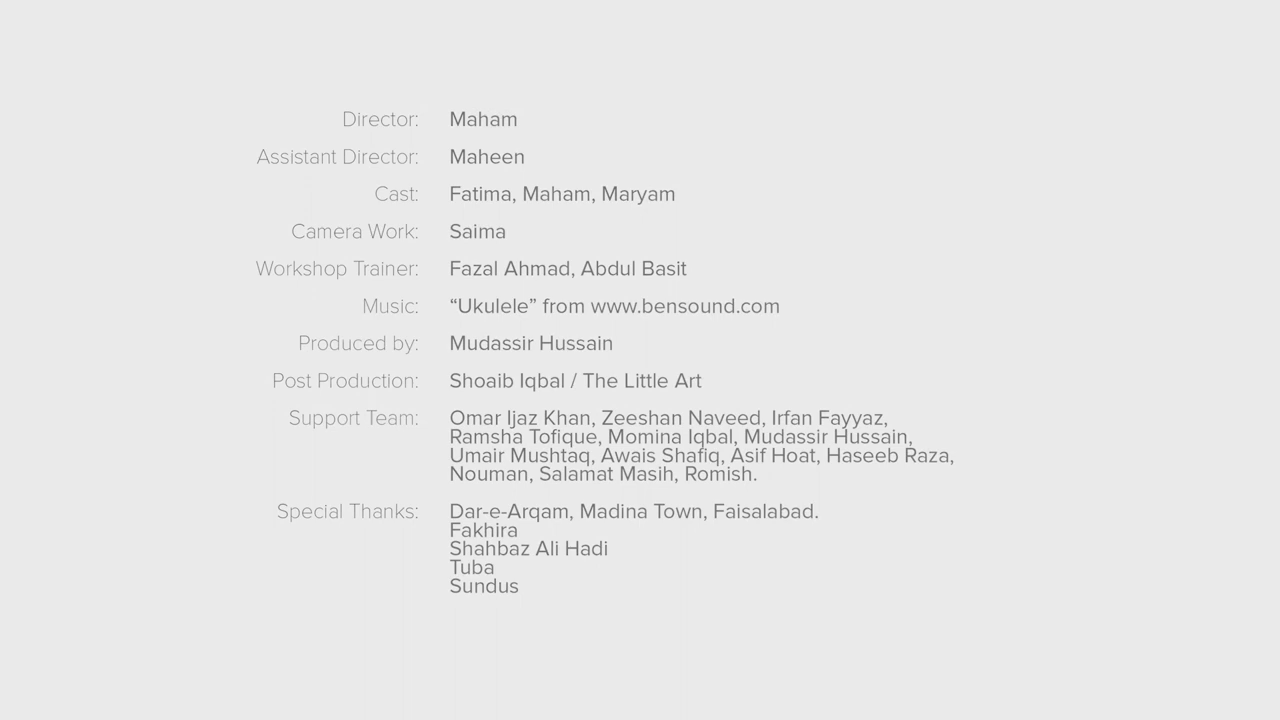 Director: Maham
Assistant Director: Maheen
Cast: Fatima, Maham, Maryam
Camera Work: Saima
Workshop Trainer: Fazal Ahmad, Abdul Basit
Music: “Ukulele” from www.bensound.com
Produced by: Mudassir Hussain
Post Production: Shoaib Iqbal / The Little Art
Support Team: Omar Ijaz Khan, Zeeshan Naveed, Irfan Fayyaz,
Ramsha Tofique, Momina Iqbal, Mudassir Hussain,
Umair Mushtaq, Awais Shafiq, Asif Hoat, Haseeb Raza,
Nouman, Salamat Masih, Romish.
Special Thanks: Dar-e-Arqam, Madina Town, Faisalabad.
Fakhira
Shahbaz Ali Hadi
Tuba
Sundus